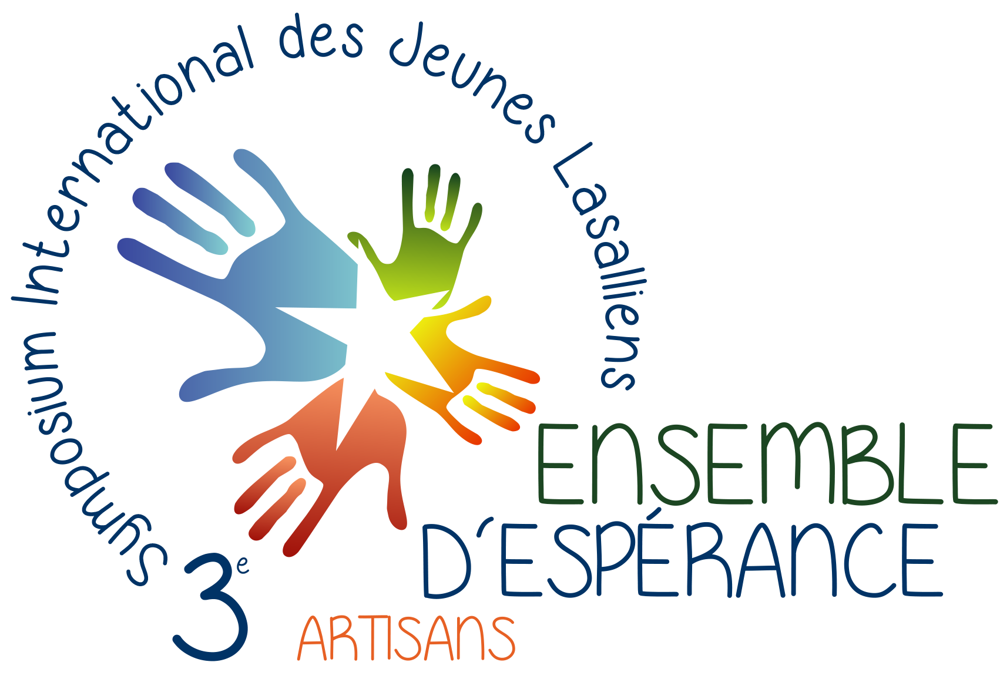 3e
Symposium International des Jeunes Lasalliens
ENSEMBLE
D'ESPÉRANCE
ARTISANS